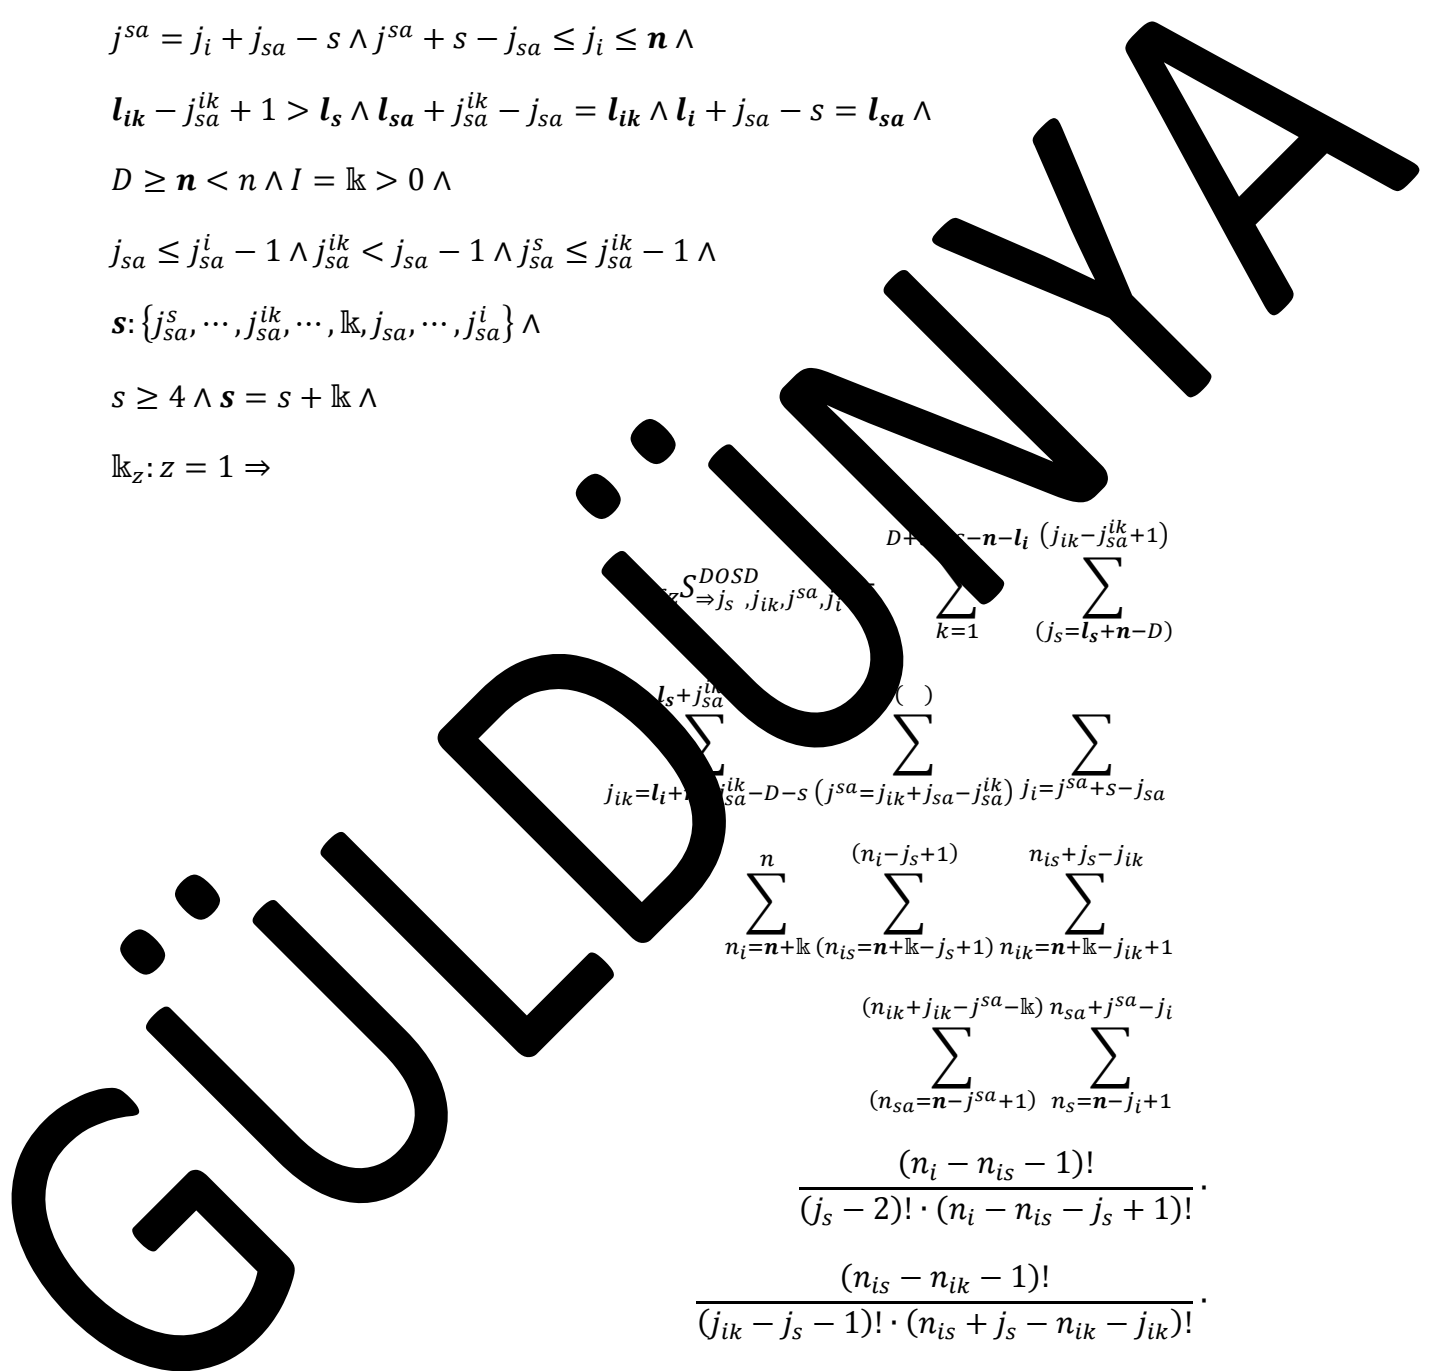 j^{sa} = j_i + j_{sa} − s ∧ j^{sa} + s − j_{sa} ≤ j_i ≤ 𝒏 ∧
𝒍_{𝒊𝒌} − j_{sa}^{ik} + 1 > 𝒍_𝒔 ∧ 𝒍_{𝒔𝒂} + j_{sa}^{ik} − j_{sa} = 𝒍_{𝒊𝒌} ∧ 𝒍_𝒊 + j_{sa} − s = 𝒍_{𝒔𝒂} ∧
D ≥ 𝒏 < n ∧ I = 𝕜 > 0 ∧
j_{sa} ≤ j_{sa}^{i} − 1 ∧ j_{sa}^{ik} < j_{sa} − 1 ∧ j_{sa}^{s} ≤ j_{sa}^{ik} − 1 ∧
𝒔: {j_{sa}^{s}, ⋯ , j_{sa}^{ik}, ⋯ , 𝕜, j_{sa}, ⋯ , j_{sa}^{i}} ∧
s ≥ 4 ∧ 𝒔 = s + 𝕜 ∧
𝕜_z: z = 1 ⇒
S_{⇒j_s ,j_{ik},j^{sa},j_i}^{DOSD} ∑_{k=1}^{D+ s−𝒏−𝒍_𝒊} ∑_{(j_s=𝒍_𝒔+𝒏−D)}^{(j_{ik}−j_{sa}^{ik}+1)}
∑_{j_{ik}=𝒍_𝒊+ j_{sa}^{ik}−D−s}^{𝒍_𝒔+j_{sa}^{ik}} ∑_{(j^{sa}=j_{ik}+j_{sa}−j_{sa}^{ik})}^{( )} ∑_{j_i=j^{sa}+s−j_{sa}}
∑_{n_i=𝒏+𝕜}^{n} ∑_{(n_{is}=𝒏+𝕜−j_s+1)}^{(n_i−j_s+1)} ∑_{n_{ik}=𝒏+𝕜−j_{ik}+1}^{n_{is}+j_s−j_{ik}}
∑_{(n_{sa}=𝒏−j^{sa}+1)}^{(n_{ik}+j_{ik}−j^{sa}−𝕜)} ∑_{n_s=𝒏−j_i+1}^{n_{sa}+j^{sa}−j_i}
(n_i − n_{is} − 1)!
(j_s − 2)! · (n_i − n_{is} − j_s + 1)! ·
(n_{is} − n_{ik} − 1)!
(j_{ik} − j_s − 1)! · (n_{is} + j_s − n_{ik} − j_{ik})! ·
GÜLDÜNYA